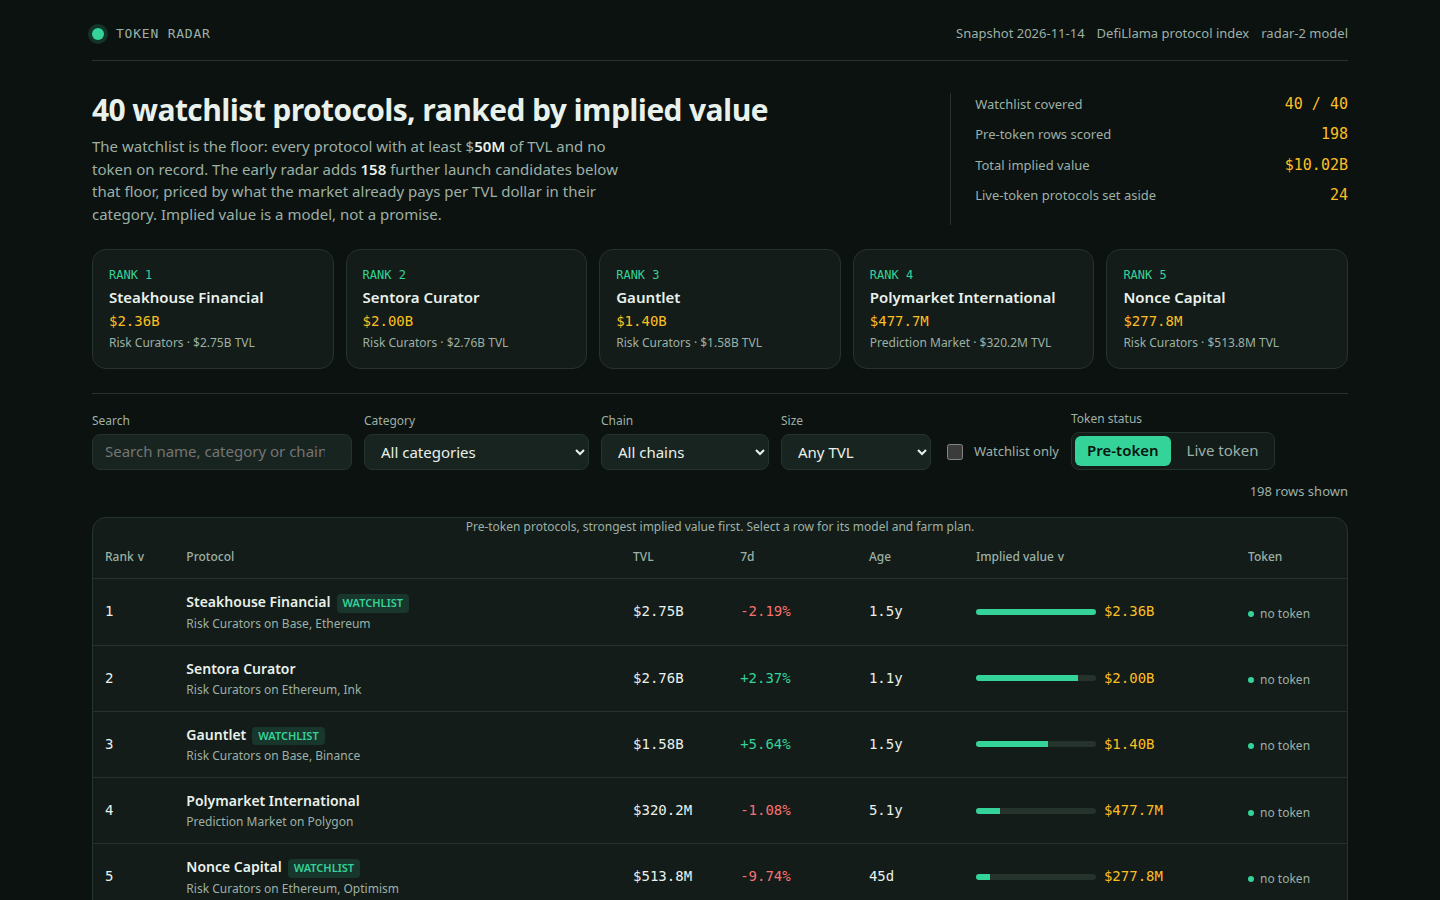 TOKEN RADAR
Snapshot 2026-11-14 DefiLlama protocol index radar-2 model
40 watchlist protocols, ranked by implied value
The watchlist is the floor: every protocol with at least $50M of TVL and no
token on record. The early radar adds 158 further launch candidates below
that floor, priced by what the market already pays per TVL dollar in their
category. Implied value is a model, not a promise.
Watchlist covered 40 / 40
Pre-token rows scored 198
Total implied value $10.02B
Live-token protocols set aside 24
RANK 1
Steakhouse Financial
$2.36B
Risk Curators · $2.75B TVL
RANK 2
Sentora Curator
$2.00B
Risk Curators · $2.76B TVL
RANK 3
Gauntlet
$1.40B
Risk Curators · $1.58B TVL
RANK 4
Polymarket International
$477.7M
Prediction Market · $320.2M TVL
RANK 5
Nonce Capital
$277.8M
Risk Curators · $513.8M TVL
Search
Search name, category or chain
Category
All categories
Chain
All chains
Size
Any TVL
Watchlist only
Token status
Pre-token Live token
198 rows shown
Pre-token protocols, strongest implied value first. Select a row for its model and farm plan.
Rank v Protocol TVL 7d Age Implied value v Token
1 Steakhouse Financial WATCHLIST $2.75B -2.19% 1.5y $2.36B no token
Risk Curators on Base, Ethereum
2 Sentora Curator $2.76B +2.37% 1.1y $2.00B no token
Risk Curators on Ethereum, Ink
3 Gauntlet WATCHLIST $1.58B +5.64% 1.5y $1.40B no token
Risk Curators on Base, Binance
4 Polymarket International $320.2M -1.08% 5.1y $477.7M no token
Prediction Market on Polygon
5 Nonce Capital WATCHLIST $513.8M -9.74% 45d $277.8M no token
Risk Curators on Ethereum, Optimism